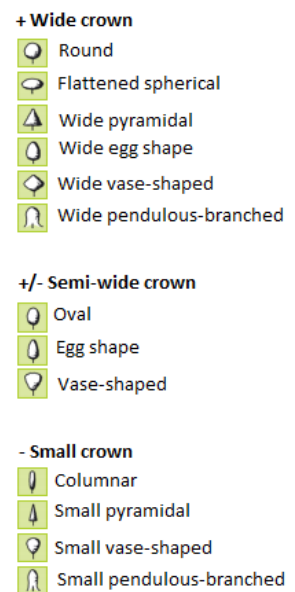 + Wide crown
Round
Flattened spherical
Wide pyramidal
Wide egg shape
Wide vase-shaped
Wide pendulous-branched
+/- Semi-wide crown
Oval
Egg shape
Vase-shaped
- Small crown
Columnar
Small pyramidal
Small vase-shaped
Small pendulous-branched